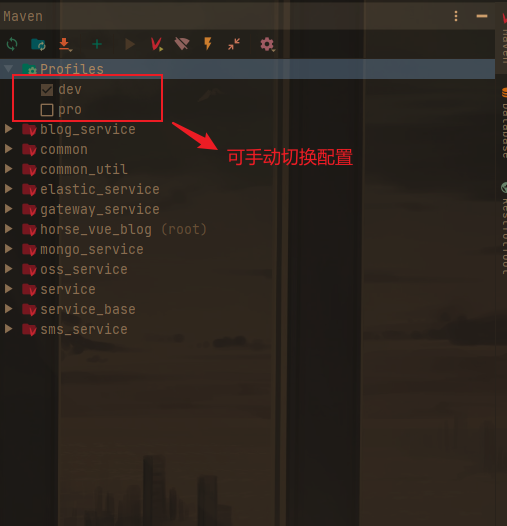 Maven
Profiles
dev
pro
blog_service
common
common_util
elastic_service
gateway_service
horse_vue_blog (root)
mongo_service
oss_service
service
service_base
sms_service
可手动切换配置
Maven
Database